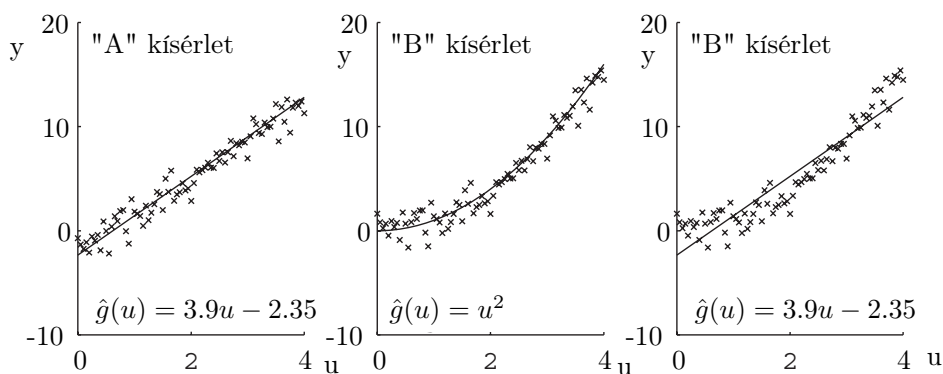 y
20
10
0
-10
"A" kísérlet
ĝ(u) = 3.9u − 2.35
0
2
4
u
y
20
10
0
-10
"B" kísérlet
ĝ(u) = u²
0
2
4
u
20
10
0
-10
"B" kísérlet
ĝ(u) = 3.9u − 2.35
0
2
4
u